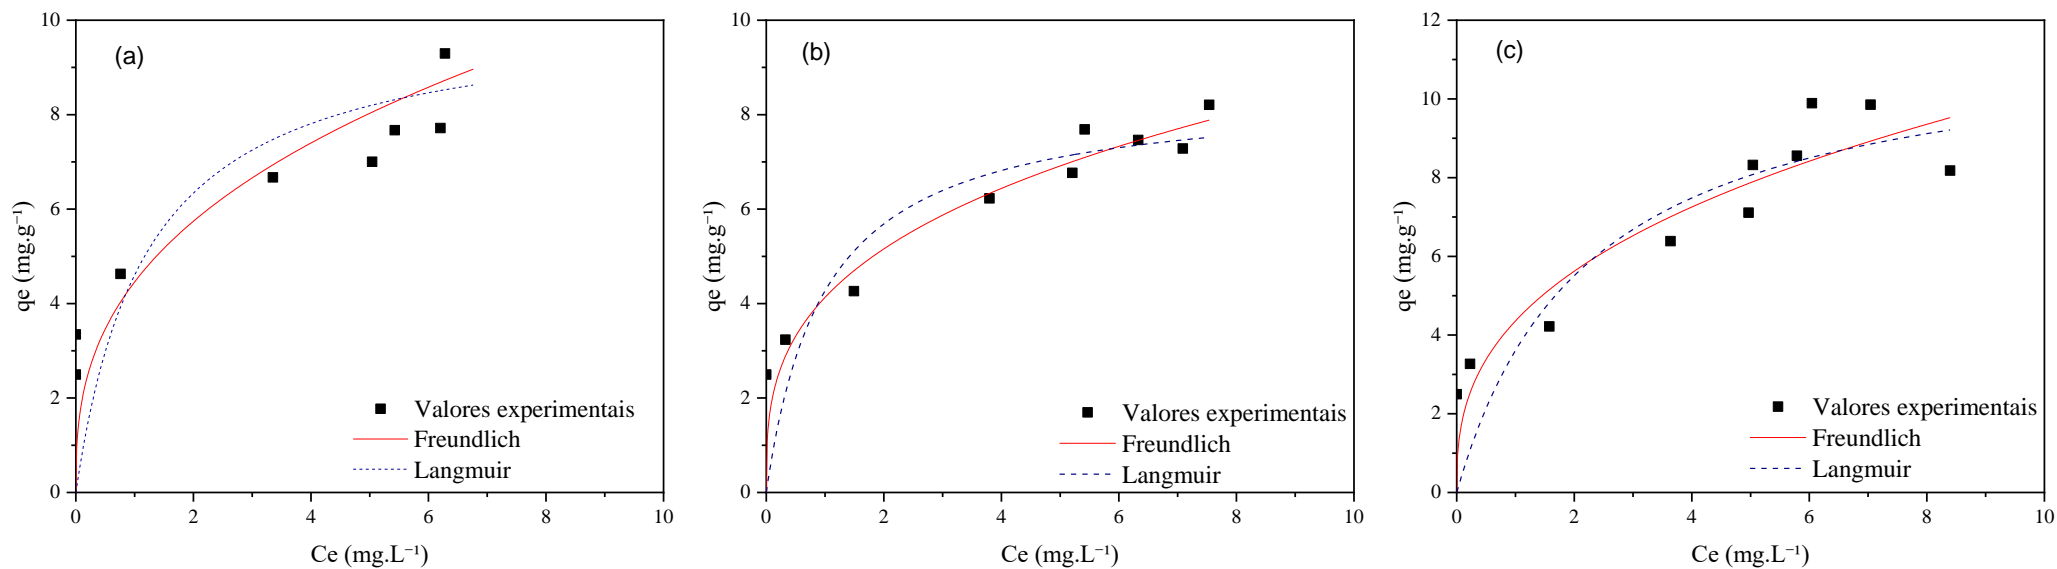 (a)
10
8
6
4
2
0
qe (mg.g⁻¹)
0 2 4 6 8 10
Ce (mg.L⁻¹)
Valores experimentais
Freundlich
Langmuir
(b)
10
8
6
4
2
0
qe (mg.g⁻¹)
0 2 4 6 8 10
Ce (mg.L⁻¹)
Valores experimentais
Freundlich
Langmuir
(c)
12
10
8
6
4
2
0
qe (mg.g⁻¹)
0 2 4 6 8 10
Ce (mg.L⁻¹)
Valores experimentais
Freundlich
Langmuir